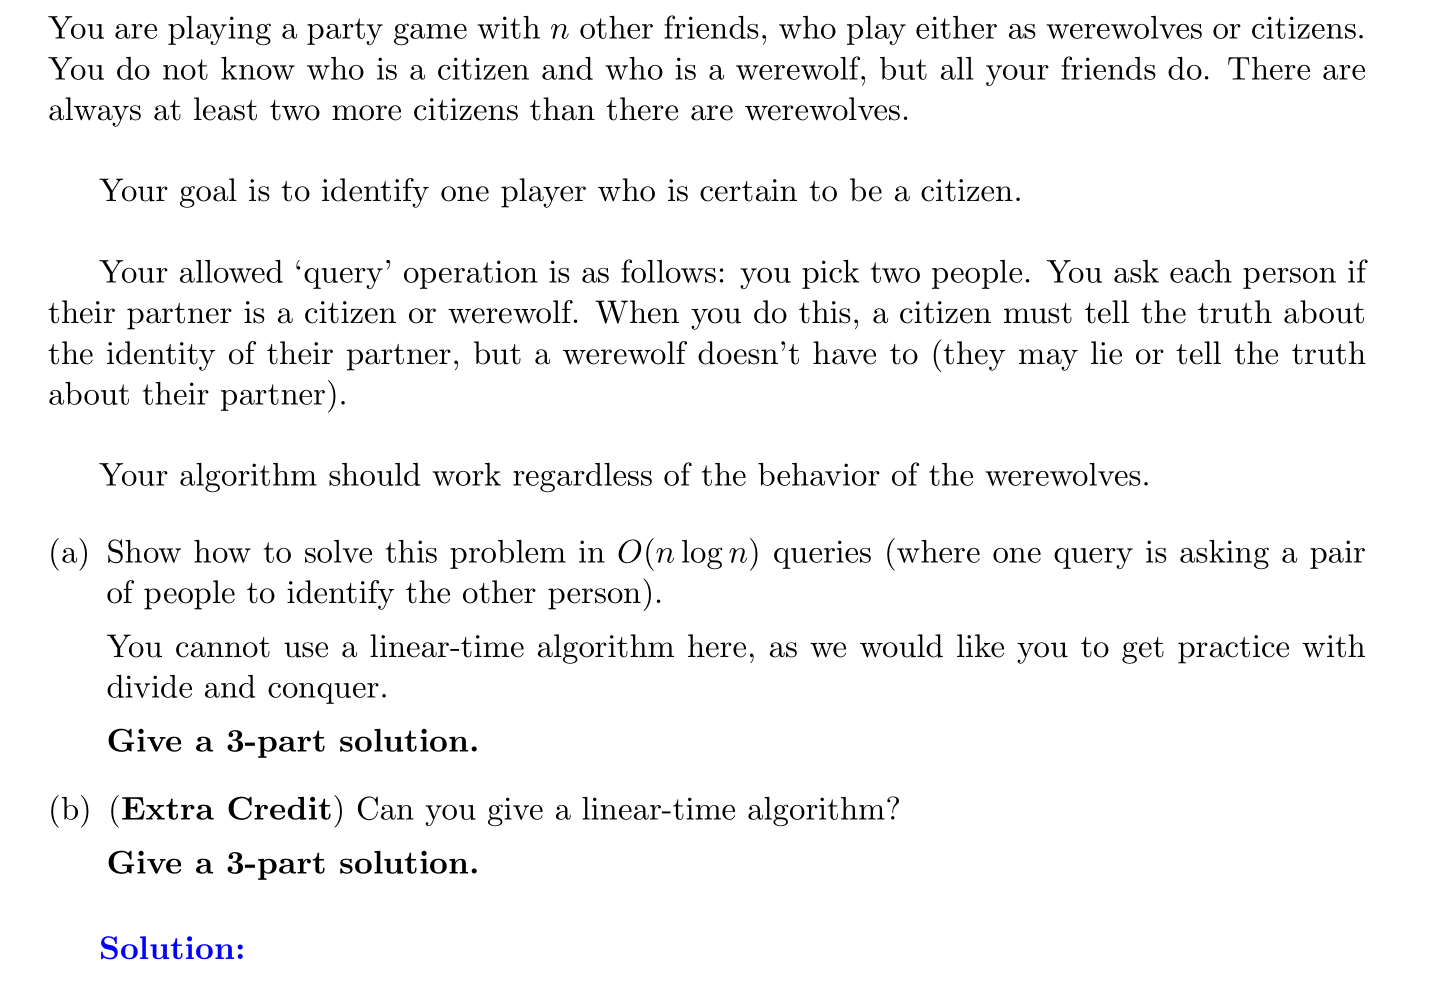 You are playing a party game with n other friends, who play either as werewolves or citizens.
You do not know who is a citizen and who is a werewolf, but all your friends do. There are
always at least two more citizens than there are werewolves.
Your goal is to identify one player who is certain to be a citizen.
Your allowed ‘query’ operation is as follows: you pick two people. You ask each person if
their partner is a citizen or werewolf. When you do this, a citizen must tell the truth about
the identity of their partner, but a werewolf doesn’t have to (they may lie or tell the truth
about their partner).
Your algorithm should work regardless of the behavior of the werewolves.
(a) Show how to solve this problem in O(n log n) queries (where one query is asking a pair
of people to identify the other person).
You cannot use a linear-time algorithm here, as we would like you to get practice with
divide and conquer.
Give a 3-part solution.
(b) (Extra Credit) Can you give a linear-time algorithm?
Give a 3-part solution.
Solution: